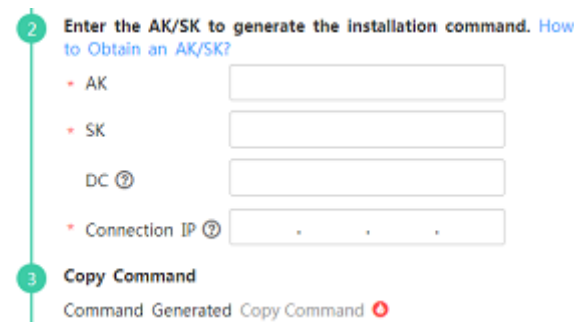 2 Enter the AK/SK to generate the installation command. How
to Obtain an AK/SK?
* AK
* SK
DC ?
* Connection IP ? . . .
3 Copy Command
Command Generated Copy Command